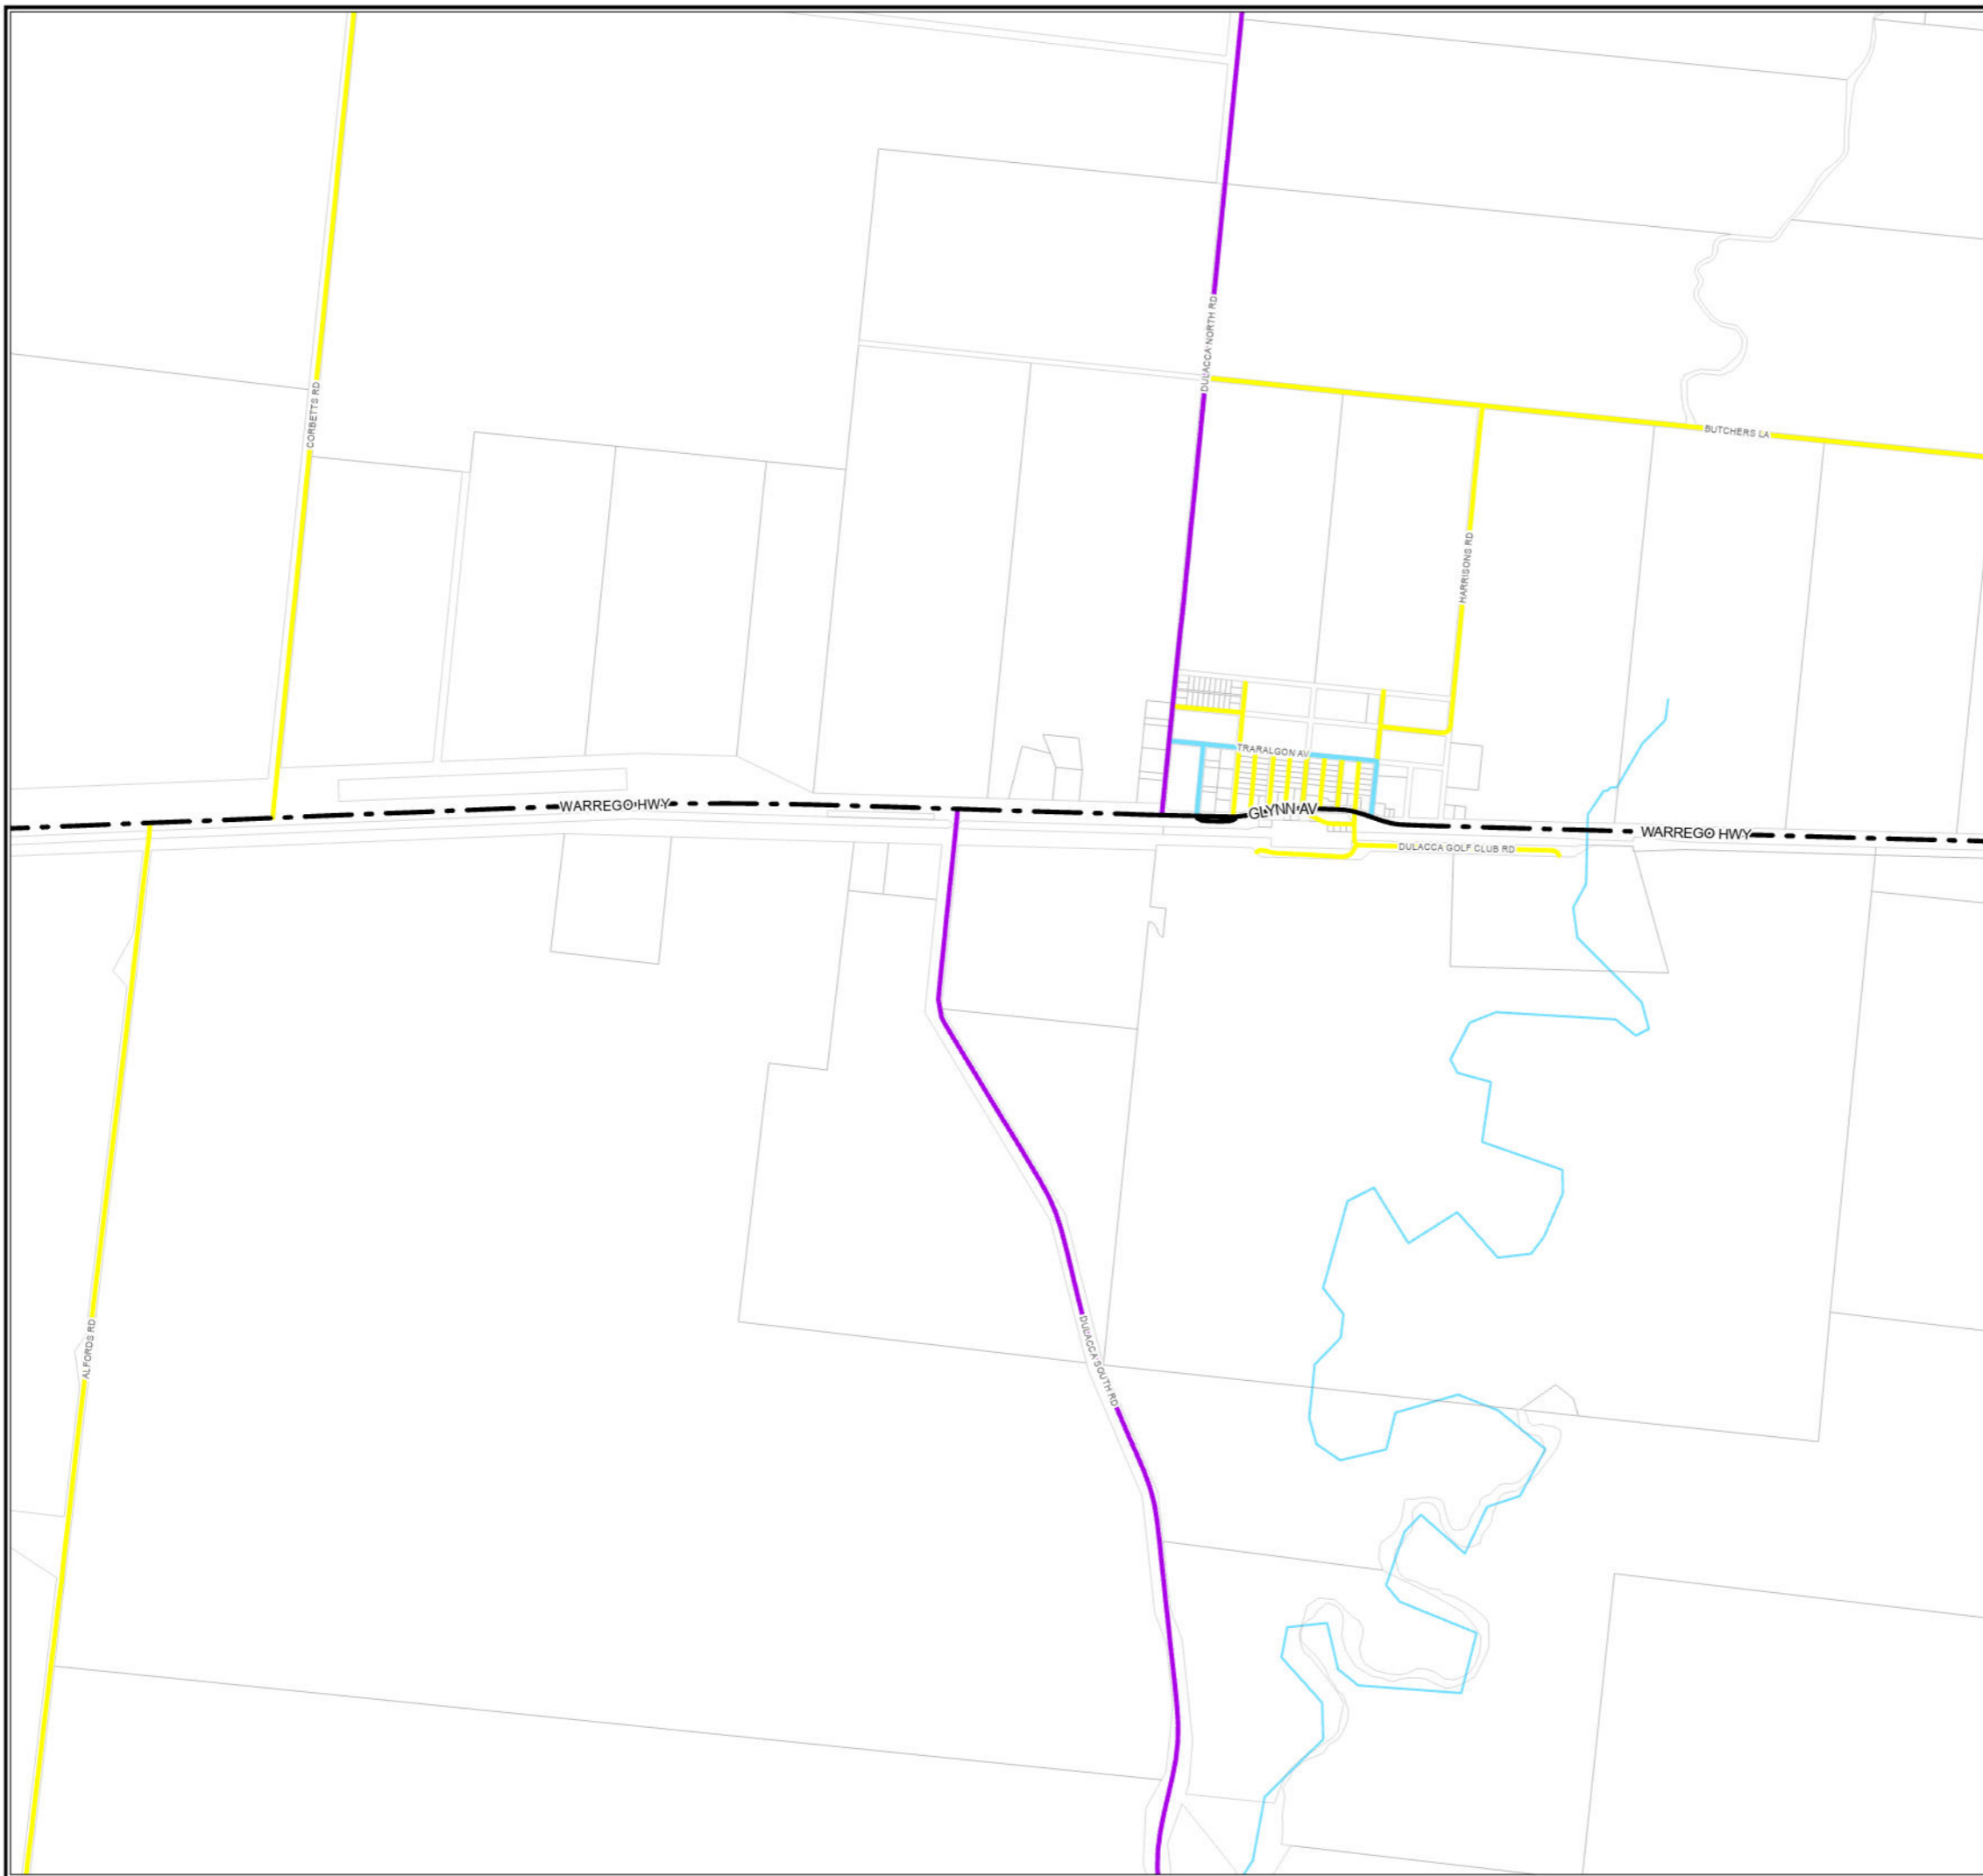 DULACCA NORTH RD
CORBETTS RD
BUTCHERS LA
HARRISONS RD
TRARALGON AV
WARREGO HWY
GLYNN AV
WARREGO HWY
DULACCA GOLF CLUB RD
ALFORDS RD
DULACCA SOUTH RD